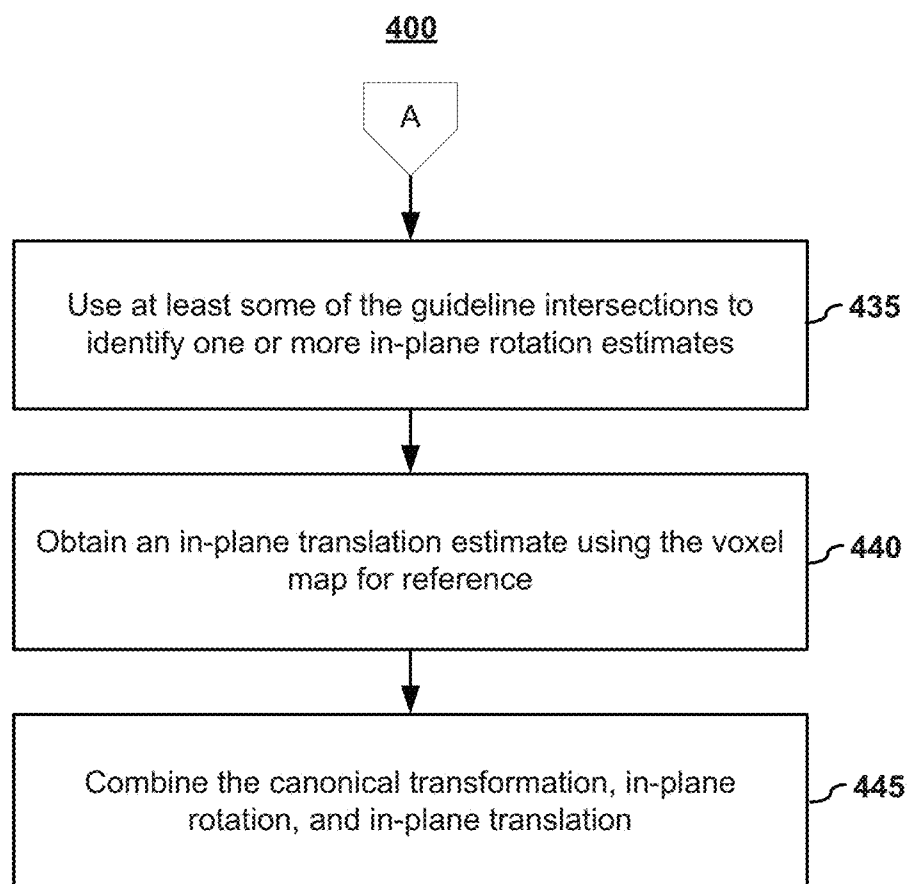 400
A
Use at least some of the guideline intersections to
identify one or more in-plane rotation estimates
435
Obtain an in-plane translation estimate using the voxel
map for reference
440
Combine the canonical transformation, in-plane
rotation, and in-plane translation
445